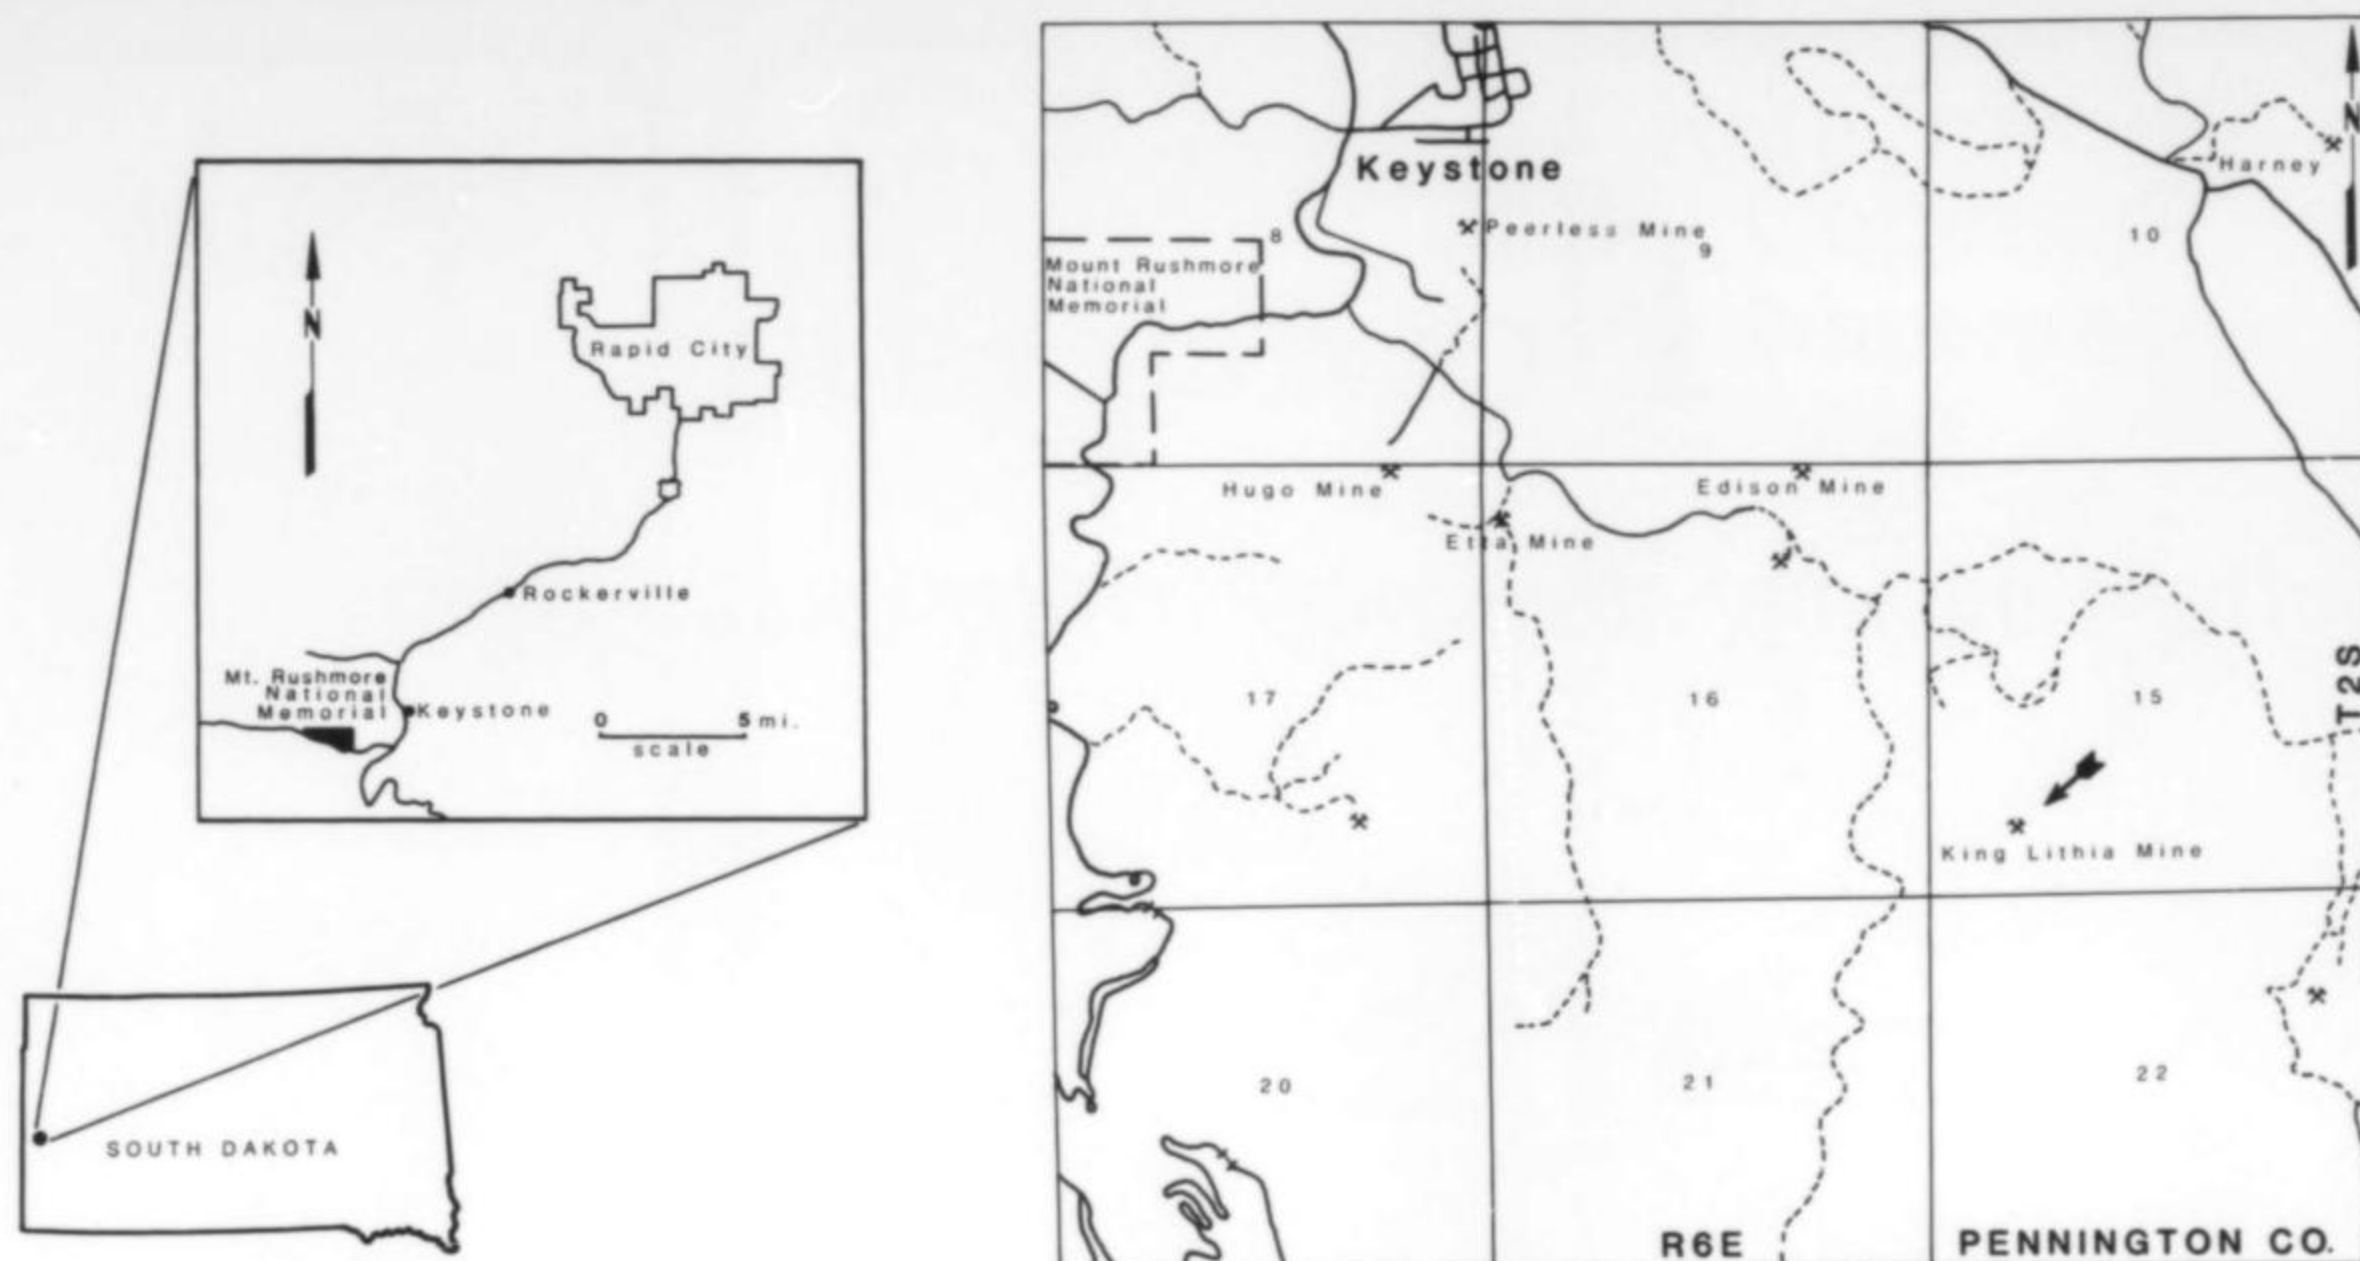 N
Rapid City
Rockerville
Mt. Rushmore
National
Memorial
Keystone
0 5 mi.
scale
SOUTH DAKOTA
Keystone
N
Harney
Peerless Mine
8
9
10
Mount Rushmore
National
Memorial
Hugo Mine
Edison Mine
Etta Mine
17
16
15
T2S
King Lithia Mine
20
21
22
R6E
PENNINGTON CO.